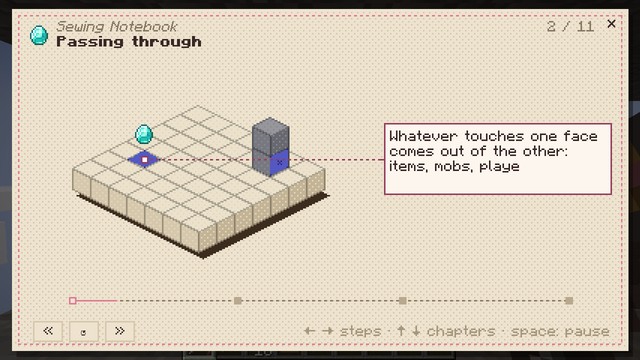 Sewing Notebook
Passing through
2 / 11 ×
Whatever touches one face
comes out of the other:
items, mobs, playe
← → steps · ↑ ↓ chapters · space: pause